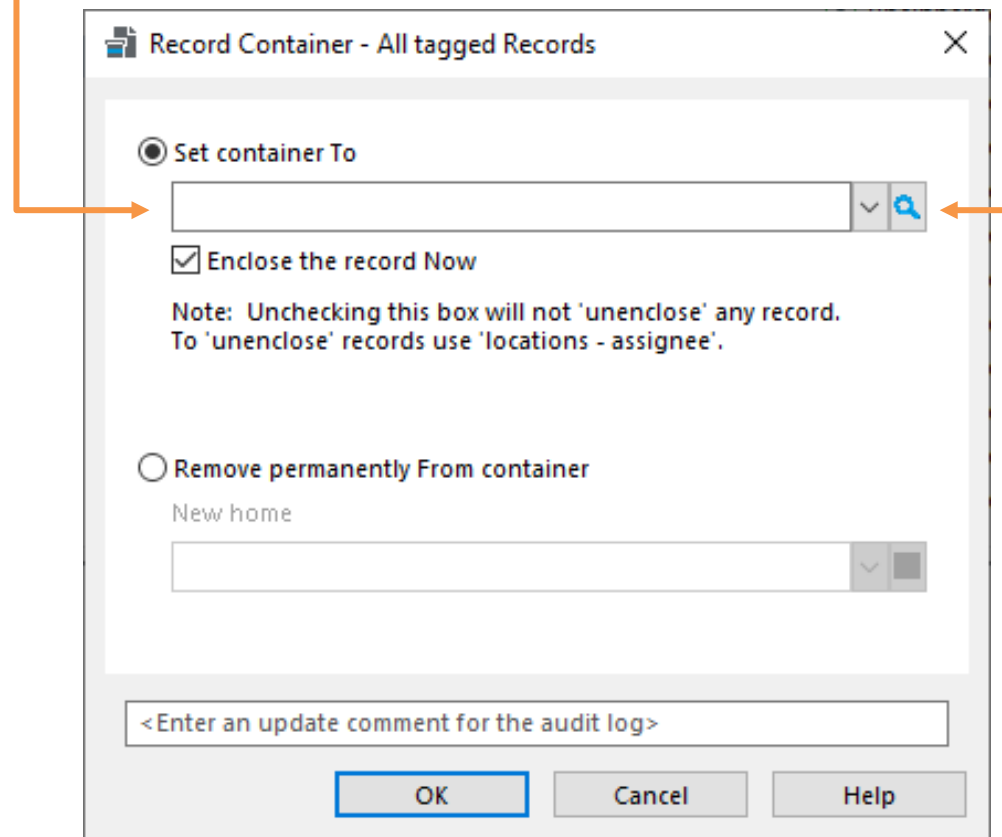 Record Container - All tagged Records
Set container To
Enclose the record Now
Note:  Unchecking this box will not 'unenclose' any record.
To 'unenclose' records use 'locations - assignee'.
Remove permanently From container
New home
<Enter an update comment for the audit log>
OK
Cancel
Help